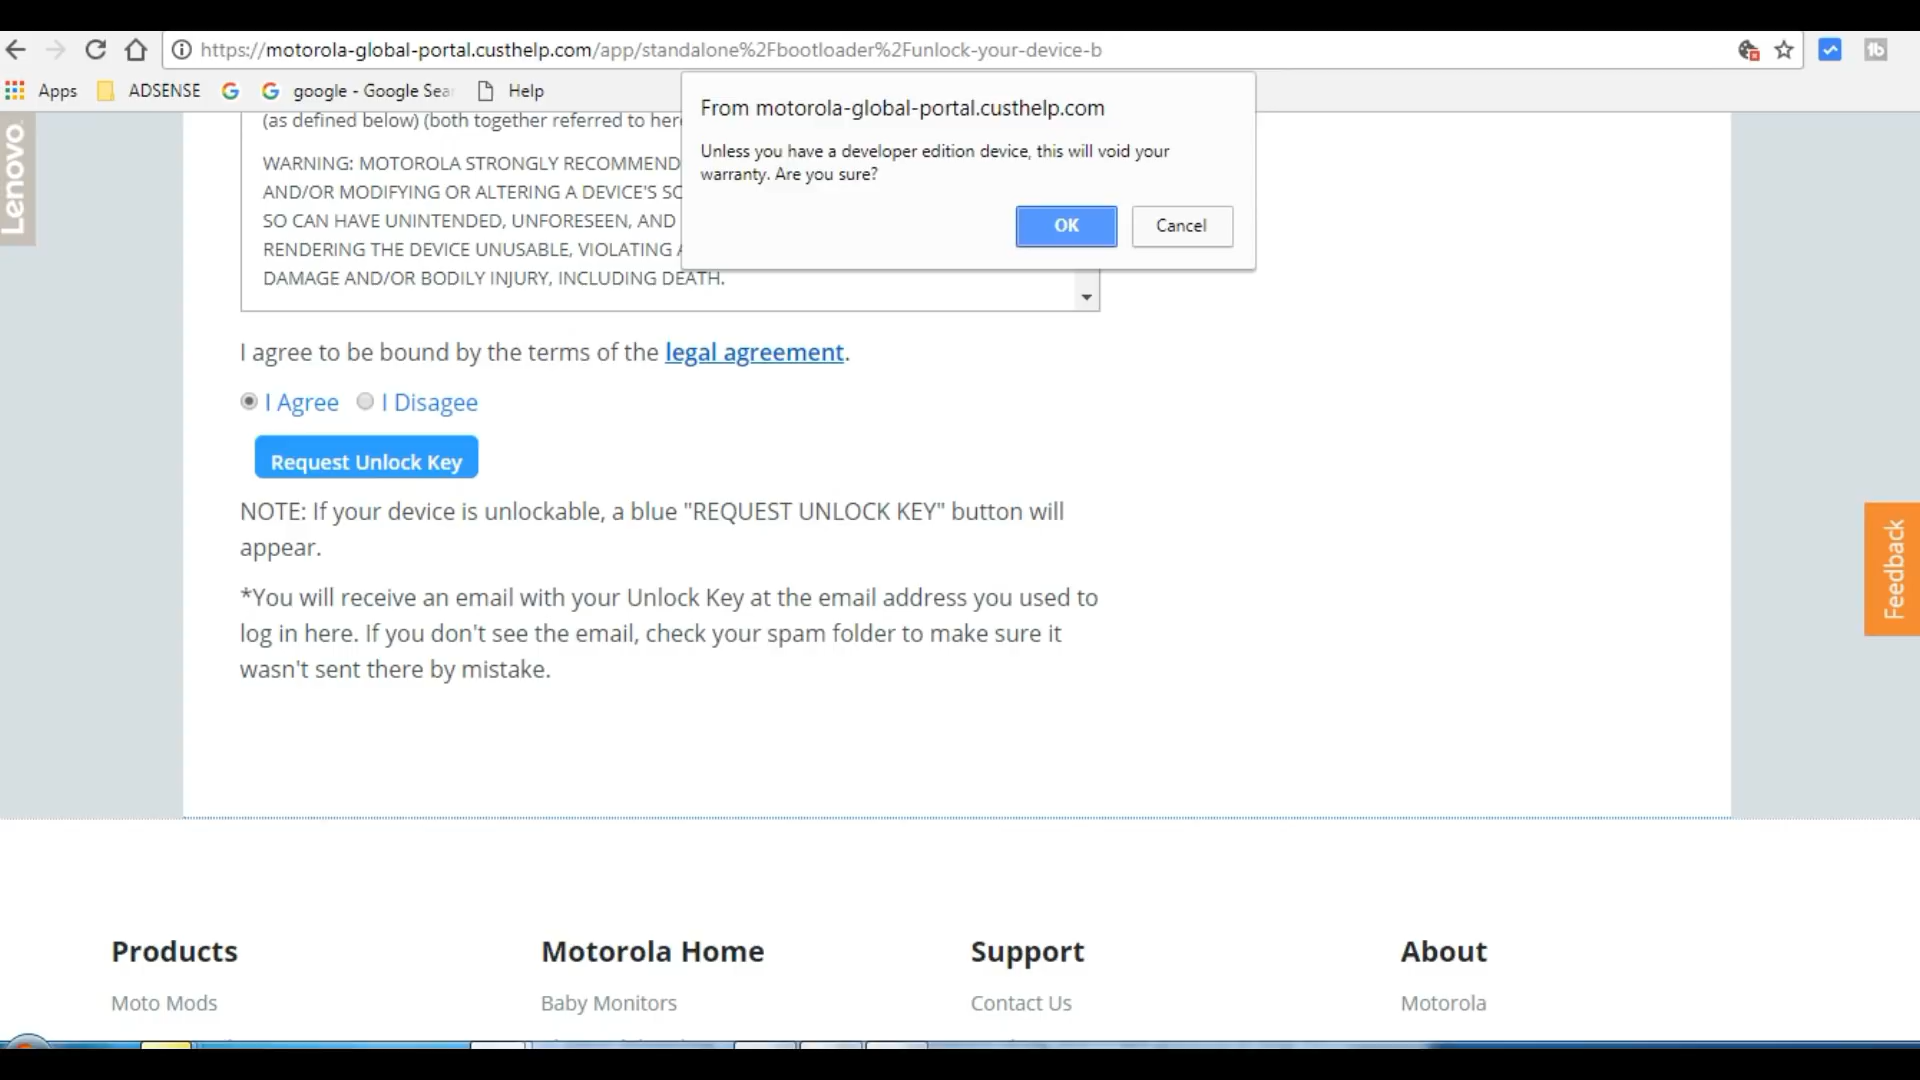 https://motorola-global-portal.custhelp.com/app/standalone%2Fbootloader%2Funlock-your-device-b
Apps ADSENSE google - Google Sea Help
From motorola-global-portal.custhelp.com
Unless you have a developer edition device, this will void your
warranty. Are you sure?
OK Cancel
Lenovo
(as defined below) (both together referred to here
WARNING: MOTOROLA STRONGLY RECOMMEND
AND/OR MODIFYING OR ALTERING A DEVICE'S SO
SO CAN HAVE UNINTENDED, UNFORESEEN, AND
RENDERING THE DEVICE UNUSABLE, VIOLATING A
DAMAGE AND/OR BODILY INJURY, INCLUDING DEATH.
I agree to be bound by the terms of the legal agreement.
I Agree I Disagee
Request Unlock Key
NOTE: If your device is unlockable, a blue "REQUEST UNLOCK KEY" button will
appear.
*You will receive an email with your Unlock Key at the email address you used to
log in here. If you don't see the email, check your spam folder to make sure it
wasn't sent there by mistake.
Feedback
Products Motorola Home Support About
Moto Mods Baby Monitors Contact Us Motorola